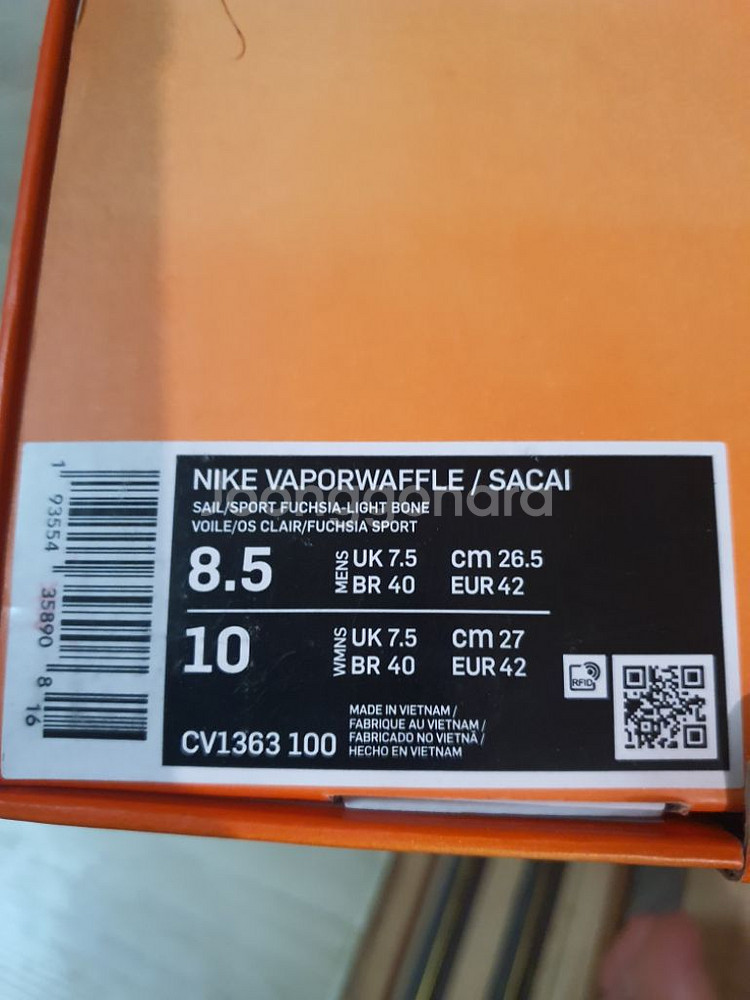 NIKE VAPORWAFFLE / SACAI
SAIL/SPORT FUCHSIA-LIGHT BONE
VOILE/OS CLAIR/FUCHSIA SPORT
8.5 MENS UK 7.5 cm 26.5
BR 40 EUR 42
10 WMNS UK 7.5 cm 27
BR 40 EUR 42
RFID
CV1363 100
MADE IN VIETNAM /
FABRIQUE AU VIETNAM /
FABRICADO NO VIETNÃ /
HECHO EN VIETNAM
1 93554 35890 8 16
Joonggonara